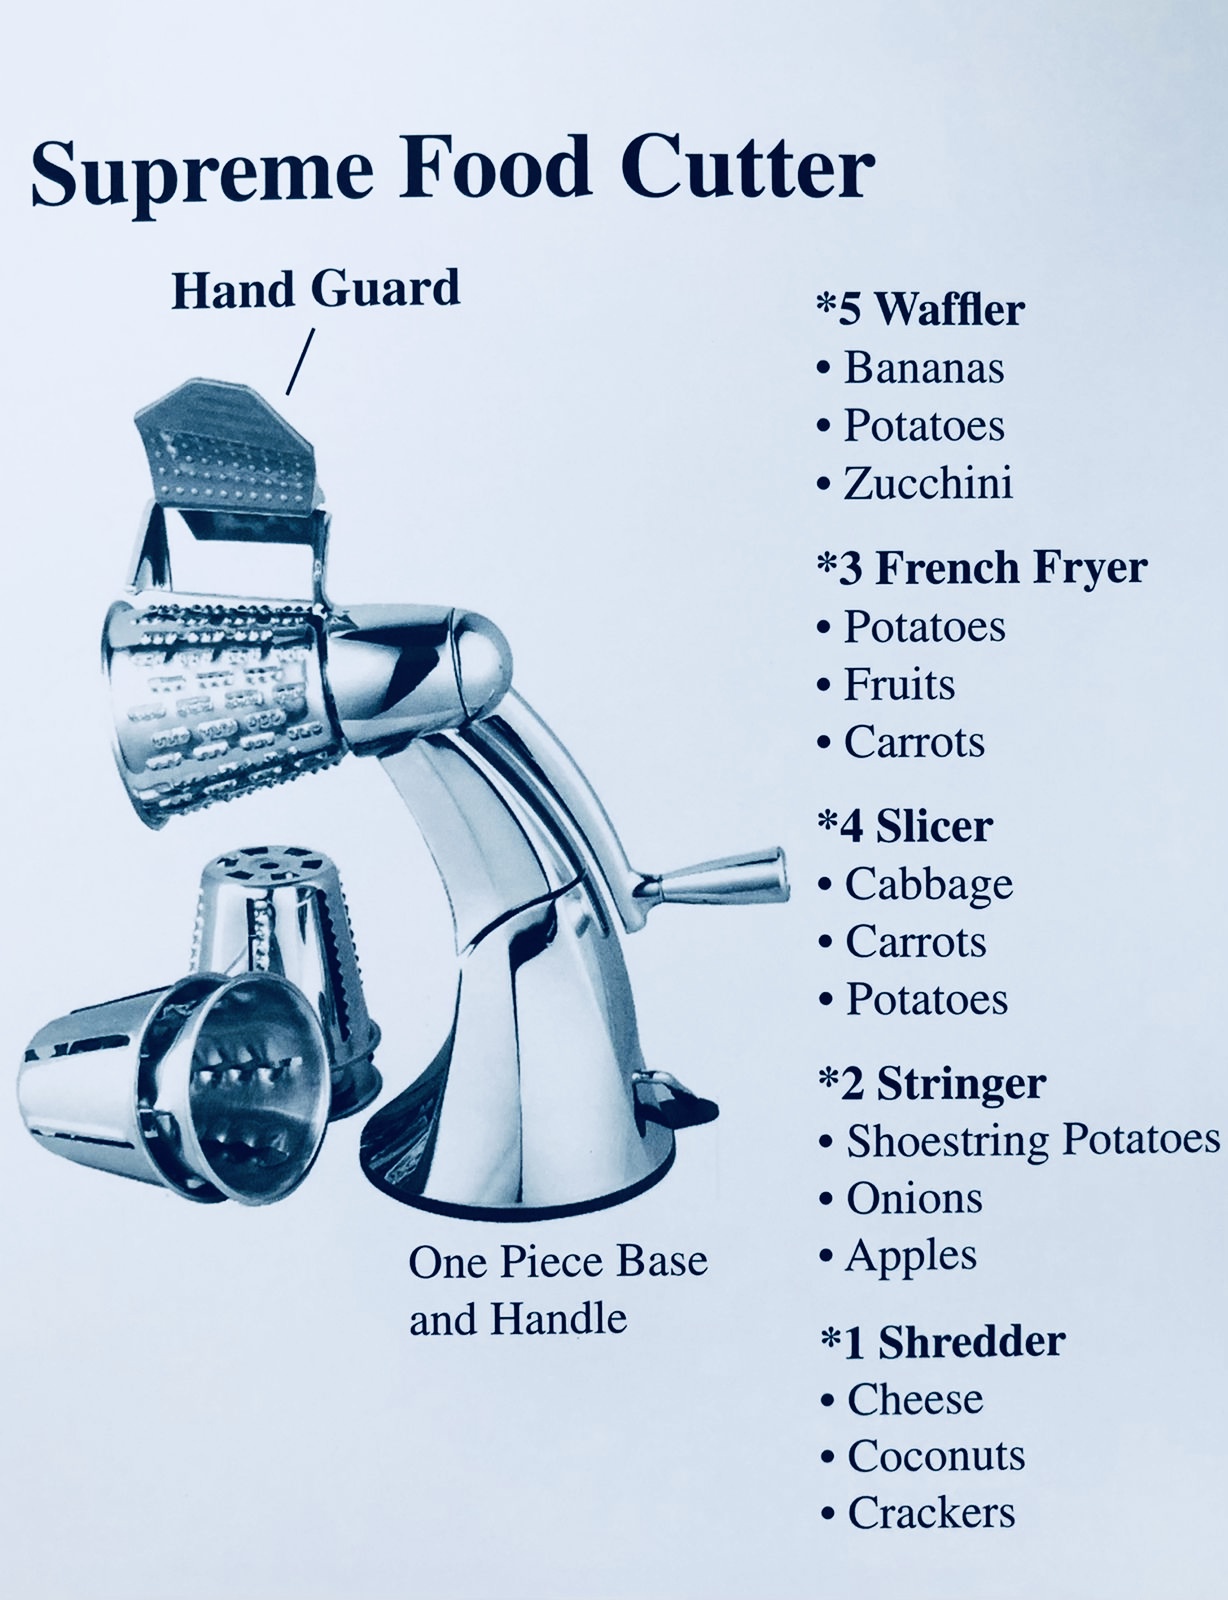 Supreme Food Cutter
Hand Guard
*5 Waffler
• Bananas
• Potatoes
• Zucchini
*3 French Fryer
• Potatoes
• Fruits
• Carrots
*4 Slicer
• Cabbage
• Carrots
• Potatoes
*2 Stringer
• Shoestring Potatoes
• Onions
• Apples
*1 Shredder
• Cheese
• Coconuts
• Crackers
One Piece Base
and Handle